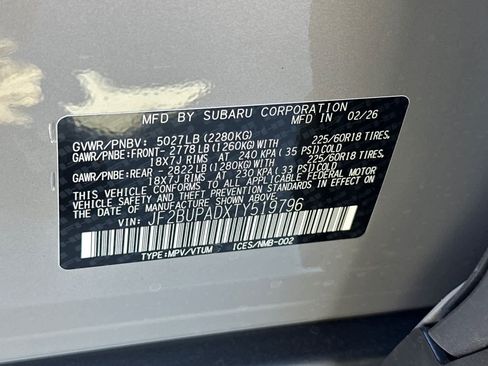 MFD BY SUBARU CORPORATION MFD IN 02/26
GVWR/PNBV: 5027LB (2280KG)
GAWR/PNBE:FRONT-2778LB(1260KG)WITH 225/60R18 TIRES,
18X7J RIMS AT 240 KPA (35 PSI)COLD
GAWR/PNBE:REAR -2822LB(1280KG)WITH 225/60R18 TIRES,
18X7J RIMS AT 230 KPA (33 PSI)COLD
THIS VEHICLE CONFORMS TO ALL APPLICABLE FEDERAL MOTOR
VEHICLE SAFETY AND THEFT PREVENTION STANDARDS IN EFFECT ON
THE DATE OF MANUFACTURE SHOWN ABOVE.
VIN: JF2BUPADXTY519796
TYPE:MPV/VTUM ICES/NMB-002